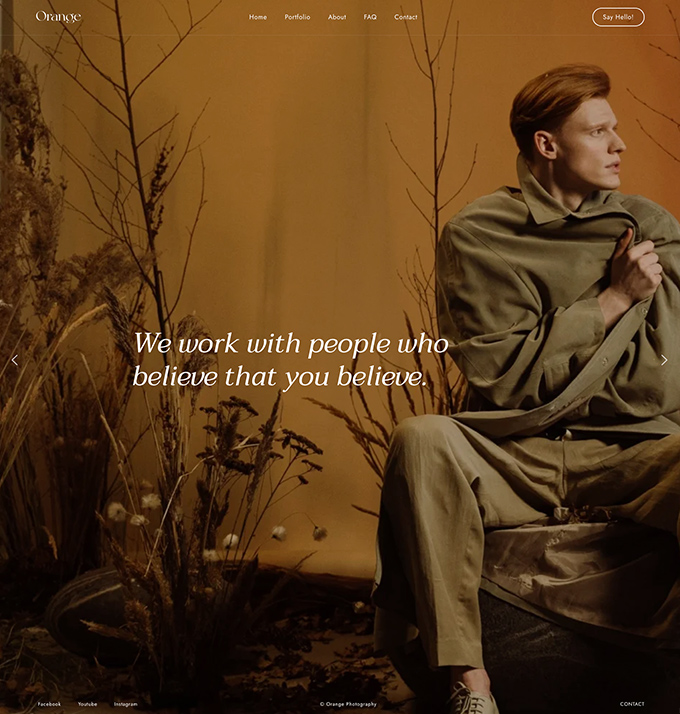 Orange
Home Portfolio About FAQ Contact
Say Hello!
We work with people who
believe that you believe.
Facebook Youtube Instagram
© Orange Photography
CONTACT